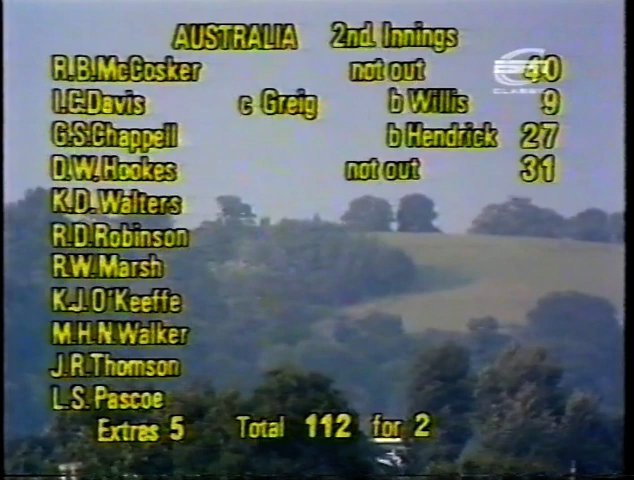 AUSTRALIA 2nd. Innings
R.B.McCosker not out 40
I.C.Davis c Greig b Willis 9
G.S.Chappell b Hendrick 27
D.W.Hookes not out 31
K.D. Walters
R.D.Robinson
R.W.Marsh
K.J.O'Keeffe
M.H.N.Walker
J.R.Thomson
L.S. Pascoe
Extras 5 Total 112 for 2